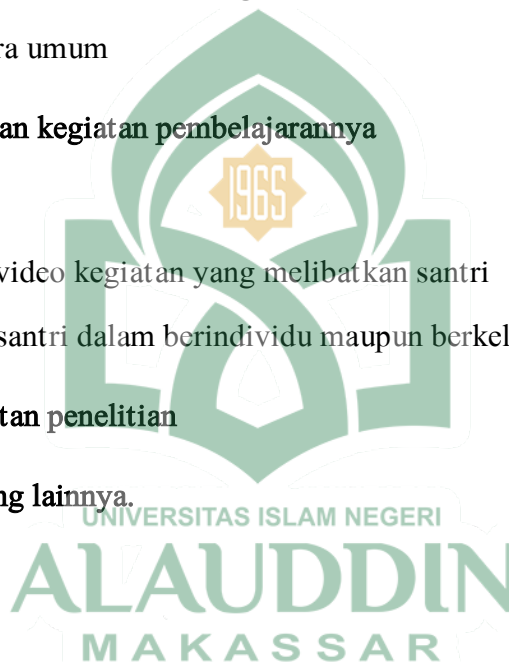 ra umum
an kegiatan pembelajarannya
1965
video kegiatan yang melibatkan santri
santri dalam berindividu maupun berkel
tan penelitian
ng lainnya.
UNIVERSITAS ISLAM NEGERI
ALAUDDIN
MAKASSAR